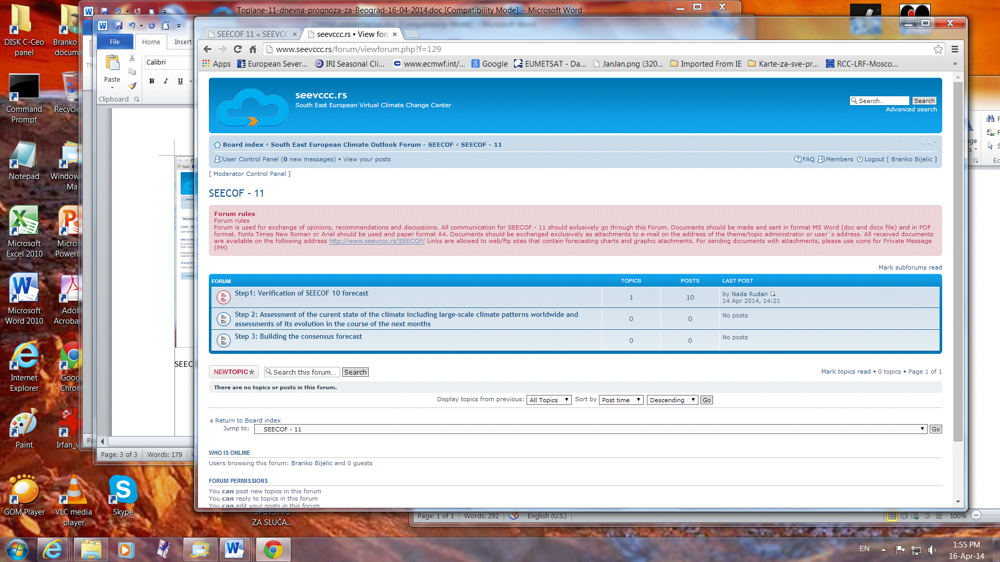 Toplane-11-dnevna-prognoza-za-Beograd-16-04-2014.doc [Compatibility Mode] - Microsoft Word
DISK C-Ceo
panel
Branko
docum
Command
Prompt
Recycle
Notepad
Window
Ma
Microsoft
Excel 2010
Micros
Powerl
Microsoft
Word 2010
Adob
Acroba
Internet
Explorer
Goog
Chron
Paint
Irfan_v
GOM Player
VLC media
player
Skype
UPUTSTVO
ZA SLUČA...
File
Home
Insert
Calibri
Paste
B I U
Clipboard
SEEC
Page: 3 of 3
Words: 179
SEECOF 11 « SEEVCC
seevccc.rs • View for
www.seevccc.rs/forum/viewforum.php?f=129
Apps
European Sever...
IRI Seasonal Cli...
www.ecmwf.int/...
Google
EUMETSAT - Da...
JanJan.png (320...
Imported From IE
Karte-za-sve-pr...
RCC-LRF-Mosco...
»
seevccc.rs
South East European Virtual Climate Change Center
Search...
Search
Advanced search
Board index ‹ South East European Climate Outlook Forum - SEECOF ‹ SEECOF - 11
User Control Panel (0 new messages) • View your posts
FAQ Members Logout [ Branko Bijelic ]
[ Moderator Control Panel ]
SEECOF - 11
Forum rules
Forum rules
Forum is used for exchange of opinions, recommendations and discussions. All communication for SEECOF - 11 should exlusively go through this Forum. Documents should be made and sent in format MS Word (doc and docx file) and in PDF
format. Fonts Times New Roman or Ariel should be used and paper format A4. Documents should be exchanged exclusively as attachments to e-mail on the address of the theme/topic administrator or user`s address. All received documents
are available on the following address http://www.seevccc.rs/SEECOF/ Links are allowed to web/ftp sites that contain forecasting charts and graphic atachments. For sending documents with attachments, please use icons for Private Message
(PM)
Mark subforums read
FORUM TOPICS POSTS LAST POST
Step1: Verification of SEECOF 10 forecast
1 10
by Nada Rudan
14 Apr 2014, 14:21
Step 2: Assessment of the curent state of the climate including large-scale climate patterns worldwide and
assessments of its evolution in the course of the next months
0 0 No posts
Step 3: Building the consensus forecast
0 0 No posts
NEWTOPIC*
Search this forum...
Search
Mark topics read • 0 topics • Page 1 of 1
There are no topics or posts in this forum.
Display topics from previous: All Topics Sort by Post time Descending Go
Return to Board index
Jump to: SEECOF - 11 Go
WHO IS ONLINE
Users browsing this forum: Branko Bijelic and 0 guests
FORUM PERMISSIONS
You can post new topics in this forum
You can reply to topics in this forum
You can edit your posts in this forum
Page: 1 of 1
Words: 292
English (U.S.)
100%
EN
1:55 PM
16-Apr-14